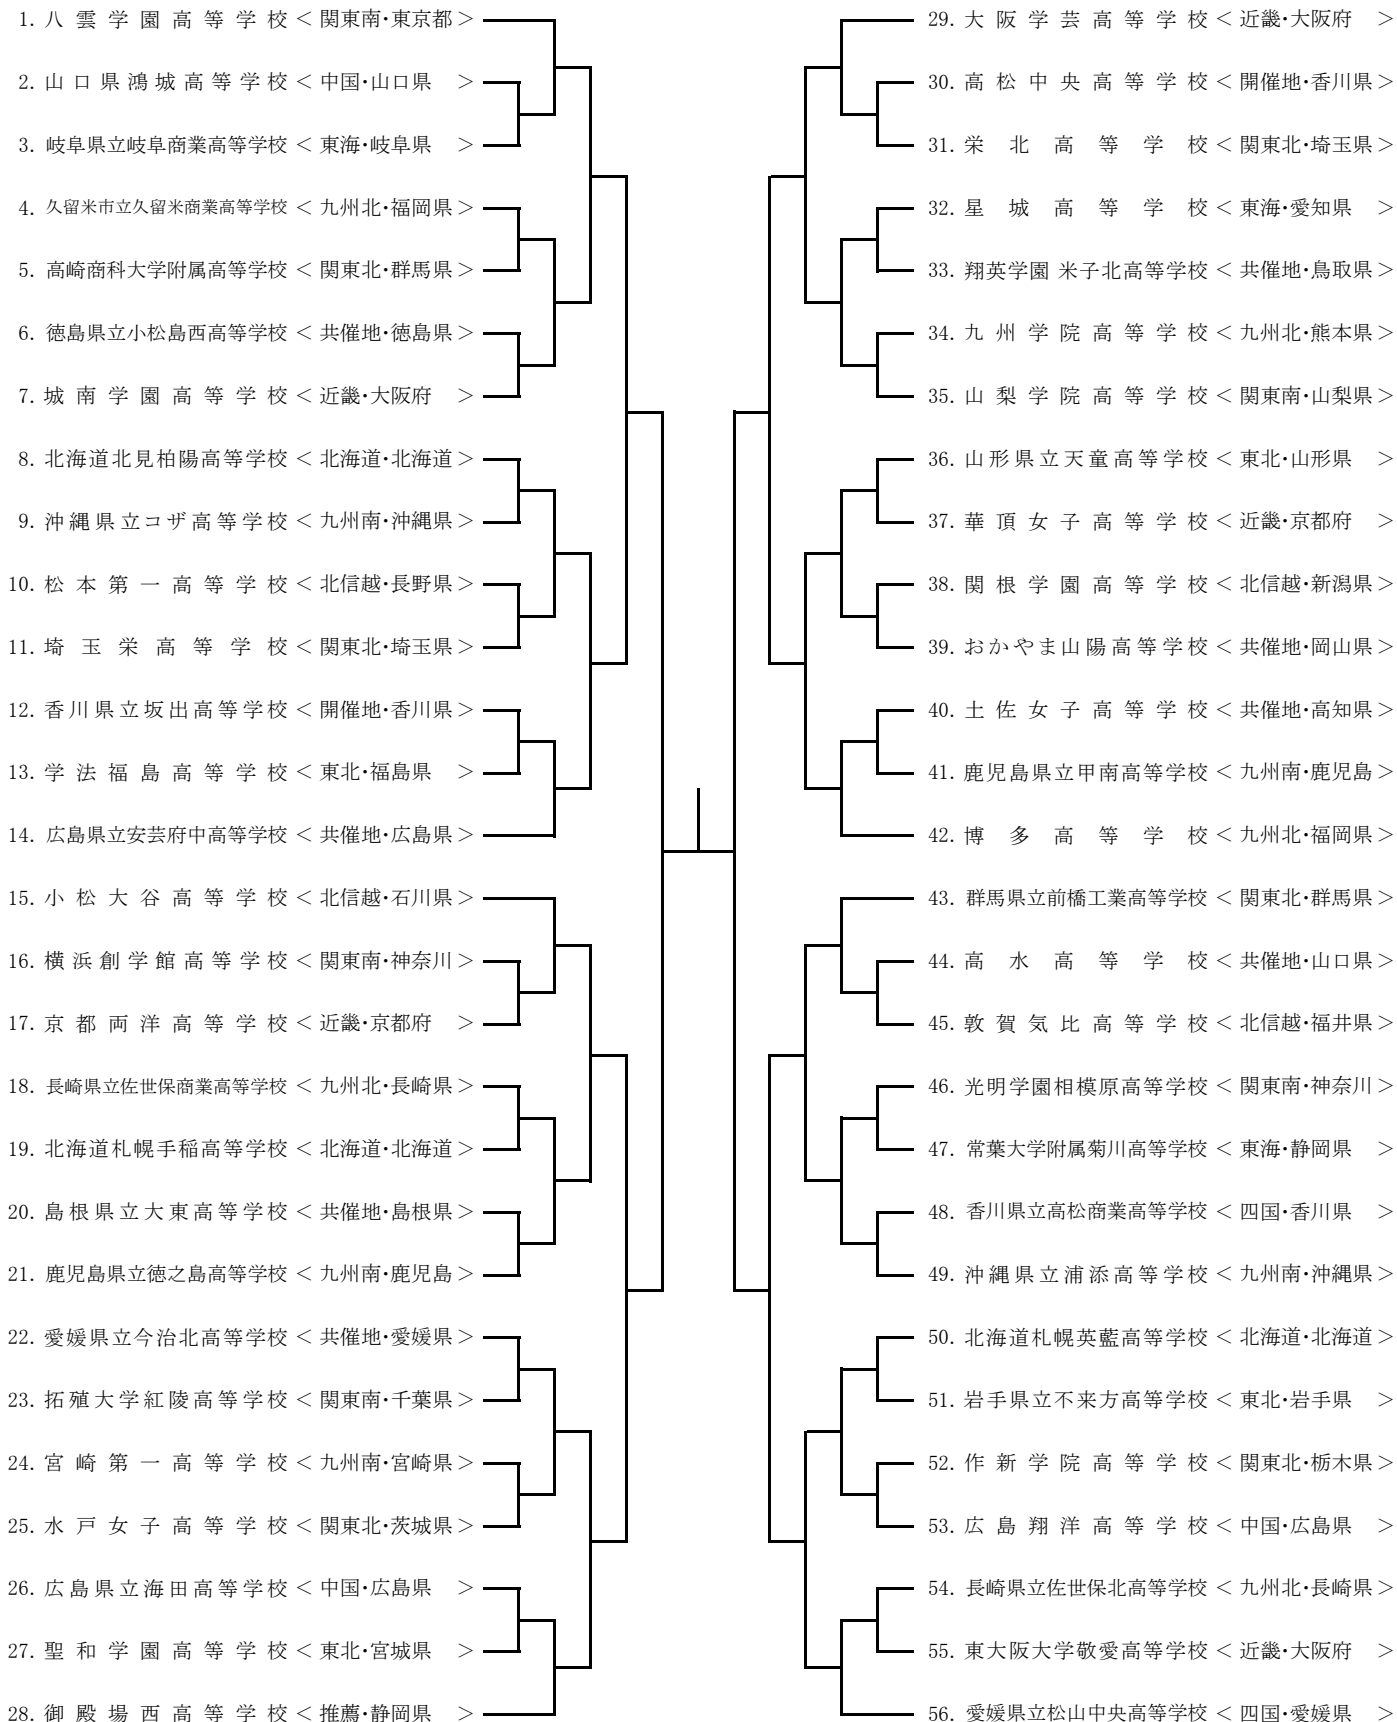 1. 八雲学園高等学校 < 関東南・東京都 >
2. 山口県鴻城高等学校 < 中国・山口県 >
3. 岐阜県立岐阜商業高等学校 < 東海・岐阜県 >
4. 久留米市立久留米商業高等学校 < 九州北・福岡県 >
5. 高崎商科大学附属高等学校 < 関東北・群馬県 >
6. 徳島県立小松島西高等学校 < 共催地・徳島県 >
7. 城南学園高等学校 < 近畿・大阪府 >
8. 北海道北見柏陽高等学校 < 北海道・北海道 >
9. 沖縄県立コザ高等学校 < 九州南・沖縄県 >
10. 松本第一高等学校 < 北信越・長野県 >
11. 埼玉栄高等学校 < 関東北・埼玉県 >
12. 香川県立坂出高等学校 < 開催地・香川県 >
13. 学法福島高等学校 < 東北・福島県 >
14. 広島県立安芸府中高等学校 < 共催地・広島県 >
15. 小松大谷高等学校 < 北信越・石川県 >
16. 横浜創学館高等学校 < 関東南・神奈川 >
17. 京都両洋高等学校 < 近畿・京都府 >
18. 長崎県立佐世保商業高等学校 < 九州北・長崎県 >
19. 北海道札幌手稲高等学校 < 北海道・北海道 >
20. 島根県立大東高等学校 < 共催地・島根県 >
21. 鹿児島県立徳之島高等学校 < 九州南・鹿児島 >
22. 愛媛県立今治北高等学校 < 共催地・愛媛県 >
23. 拓殖大学紅陵高等学校 < 関東南・千葉県 >
24. 宮崎第一高等学校 < 九州南・宮崎県 >
25. 水戸女子高等学校 < 関東北・茨城県 >
26. 広島県立海田高等学校 < 中国・広島県 >
27. 聖和学園高等学校 < 東北・宮城県 >
28. 御殿場西高等学校 < 推薦・静岡県 >
29. 大阪学芸高等学校 < 近畿・大阪府 >
30. 高松中央高等学校 < 開催地・香川県 >
31. 栄北高等学校 < 関東北・埼玉県 >
32. 星城高等学校 < 東海・愛知県 >
33. 翔英学園 米子北高等学校 < 共催地・鳥取県 >
34. 九州学院高等学校 < 九州北・熊本県 >
35. 山梨学院高等学校 < 関東南・山梨県 >
36. 山形県立天童高等学校 < 東北・山形県 >
37. 華頂女子高等学校 < 近畿・京都府 >
38. 関根学園高等学校 < 北信越・新潟県 >
39. おかやま山陽高等学校 < 共催地・岡山県 >
40. 土佐女子高等学校 < 共催地・高知県 >
41. 鹿児島県立甲南高等学校 < 九州南・鹿児島 >
42. 博多高等学校 < 九州北・福岡県 >
43. 群馬県立前橋工業高等学校 < 関東北・群馬県 >
44. 高水高等学校 < 共催地・山口県 >
45. 敦賀気比高等学校 < 北信越・福井県 >
46. 光明学園相模原高等学校 < 関東南・神奈川 >
47. 常葉大学附属菊川高等学校 < 東海・静岡県 >
48. 香川県立高松商業高等学校 < 四国・香川県 >
49. 沖縄県立浦添高等学校 < 九州南・沖縄県 >
50. 北海道札幌英藍高等学校 < 北海道・北海道 >
51. 岩手県立不来方高等学校 < 東北・岩手県 >
52. 作新学院高等学校 < 関東北・栃木県 >
53. 広島翔洋高等学校 < 中国・広島県 >
54. 長崎県立佐世保北高等学校 < 九州北・長崎県 >
55. 東大阪大学敬愛高等学校 < 近畿・大阪府 >
56. 愛媛県立松山中央高等学校 < 四国・愛媛県 >